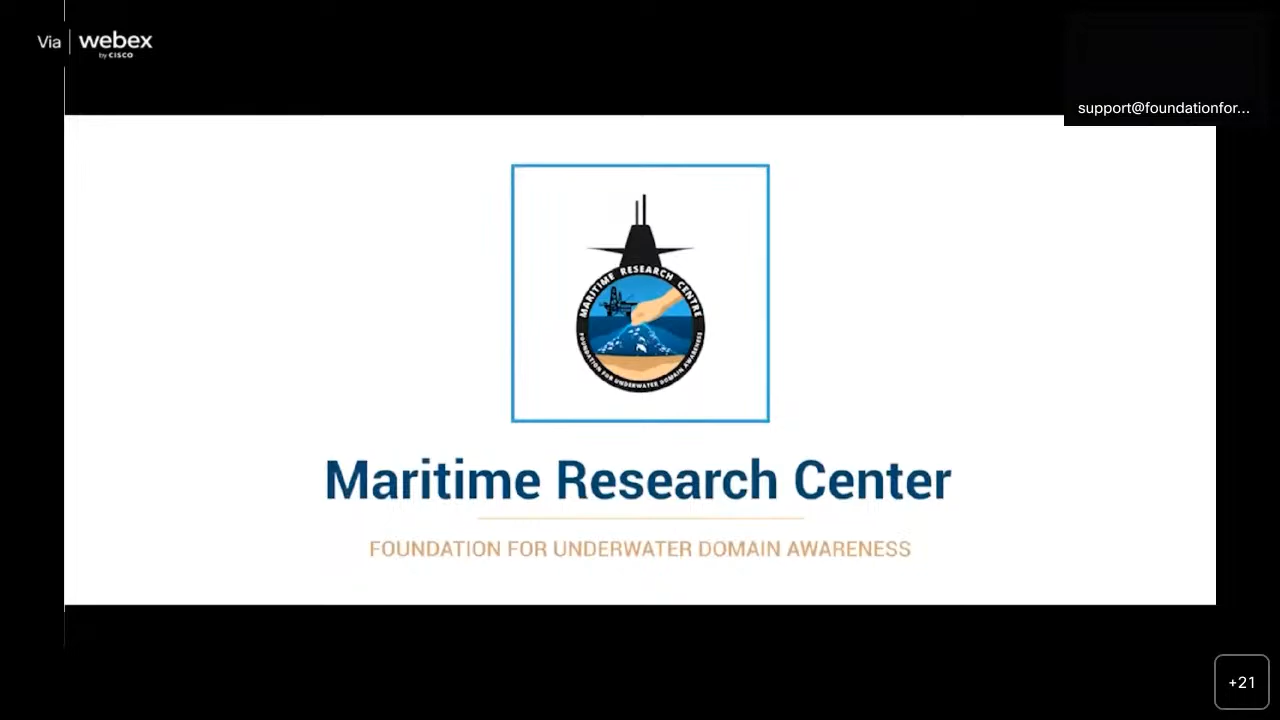 Via webex
by CISCO
support@foundationfor...
MARITIME RESEARCH CENTRE
FOUNDATION FOR UNDERWATER DOMAIN AWARENESS
Maritime Research Center
FOUNDATION FOR UNDERWATER DOMAIN AWARENESS
+21